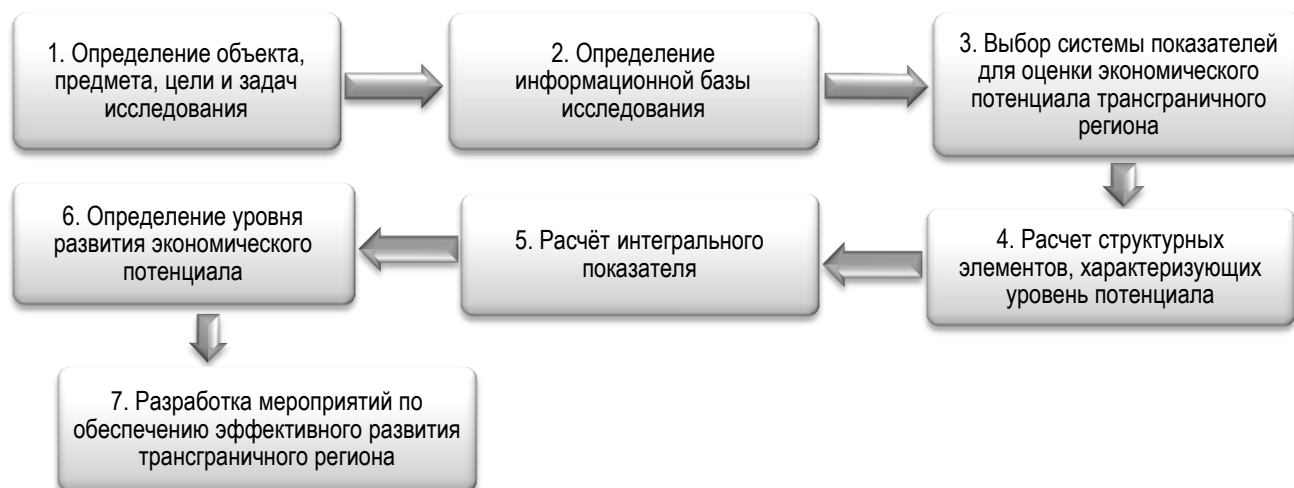 1. Определение объекта,
предмета, цели и задач
исследования
2. Определение
информационной базы
исследования
3. Выбор системы показателей
для оценки экономического
потенциала трансграничного
региона
4. Расчет структурных
элементов, характеризующих
уровень потенциала
5. Расчёт интегрального
показателя
6. Определение уровня
развития экономического
потенциала
7. Разработка мероприятий по
обеспечению эффективного развития
трансграничного региона